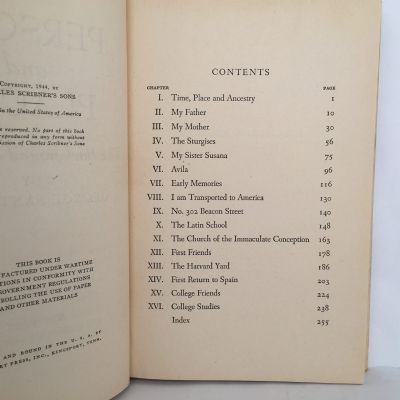 PERSO
COPYRIGHT, 1944, BY
LES SCRIBNER'S SONS
in the United States of America
s reserved. No part of this book
reproduced in any form without
ission of Charles Scribner's Sons
THIS BOOK IS
FACTURED UNDER WARTIME
TIONS IN CONFORMITY WITH
OVERNMENT REGULATIONS
ROLLING THE USE OF PAPER
AND OTHER MATERIALS
AND BOUND IN THE U. S. A. BY
RT PRESS, INC., KINGSPORT, TENN.
CONTENTS
CHAPTER PAGE
I. Time, Place and Ancestry 1
II. My Father 10
III. My Mother 30
IV. The Sturgises 56
V. My Sister Susana 75
VI. Avila 96
VII. Early Memories 116
VIII. I am Transported to America 130
IX. No. 302 Beacon Street 140
X. The Latin School 148
XI. The Church of the Immaculate Conception 163
XII. First Friends 178
XIII. The Harvard Yard 186
XIV. First Return to Spain 203
XV. College Friends 224
XVI. College Studies 238
Index 255